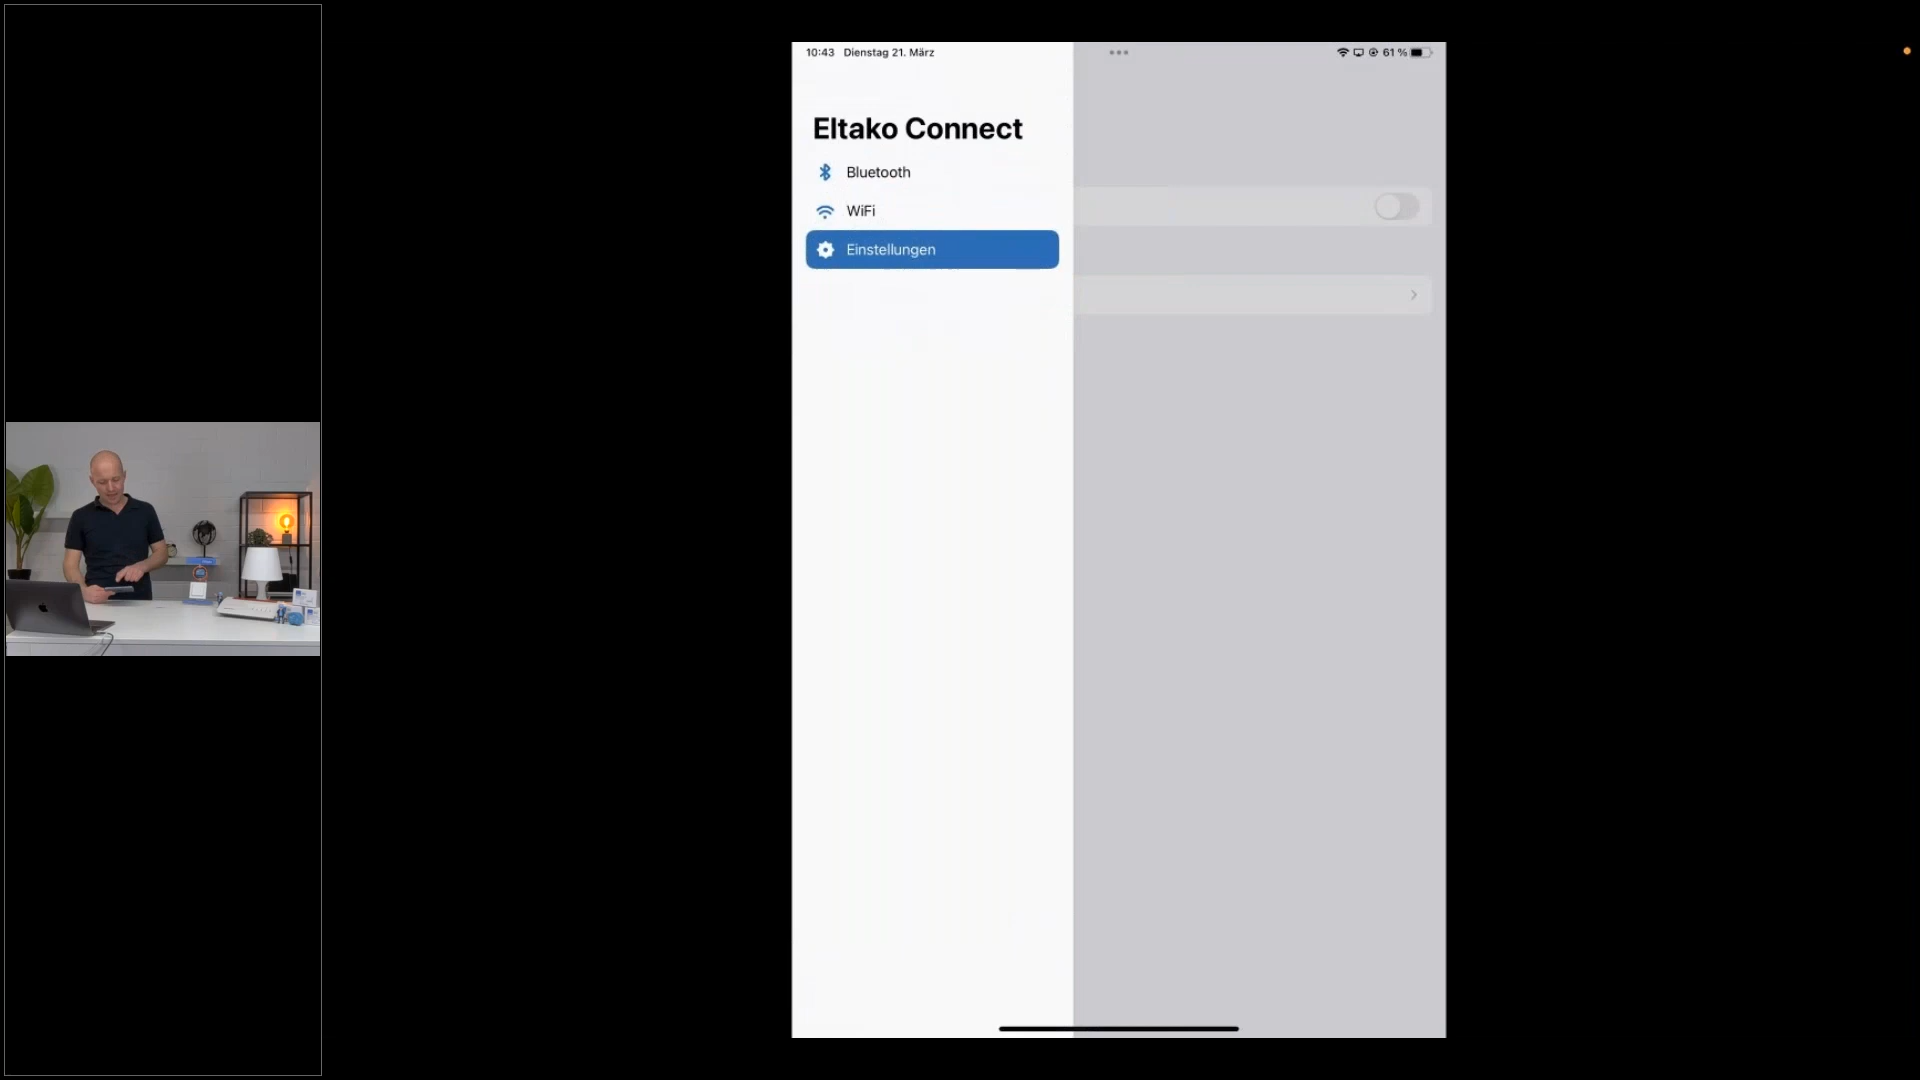 10:43 Dienstag 21. März
61 %
Eltako Connect
Bluetooth
WiFi
Einstellungen